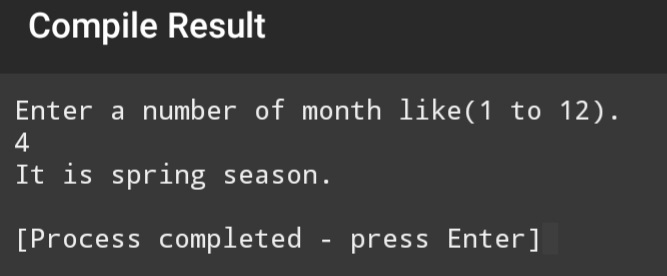 Compile Result
Enter a number of month like(1 to 12).
4
It is spring season.
[Process completed - press Enter]